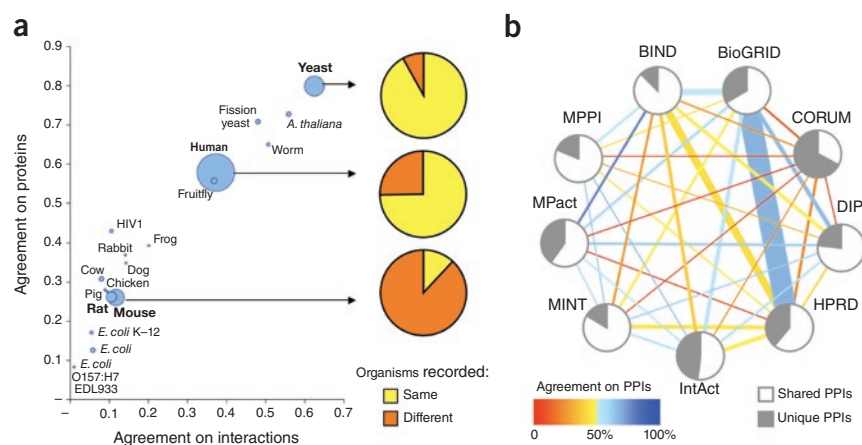 a
0.9
0.8
0.7
0.6
0.5
0.4
0.3
0.2
0.1
–
Agreement on proteins
Yeast
Fission
yeast
A. thaliana
Human
Worm
Fruitfly
HIV1
Frog
Rabbit
Dog
Cow
Chicken
Pig
Rat Mouse
E. coli K–12
E. coli
E. coli
O157:H7
EDL933
– 0.1 0.2 0.3 0.4 0.5 0.6 0.7
Agreement on interactions
Organisms recorded:
Same
Different
b
BIND
BioGRID
MPPI
CORUM
MPact
DIP
MINT
HPRD
IntAct
Agreement on PPIs
0 50% 100%
Shared PPIs
Unique PPIs